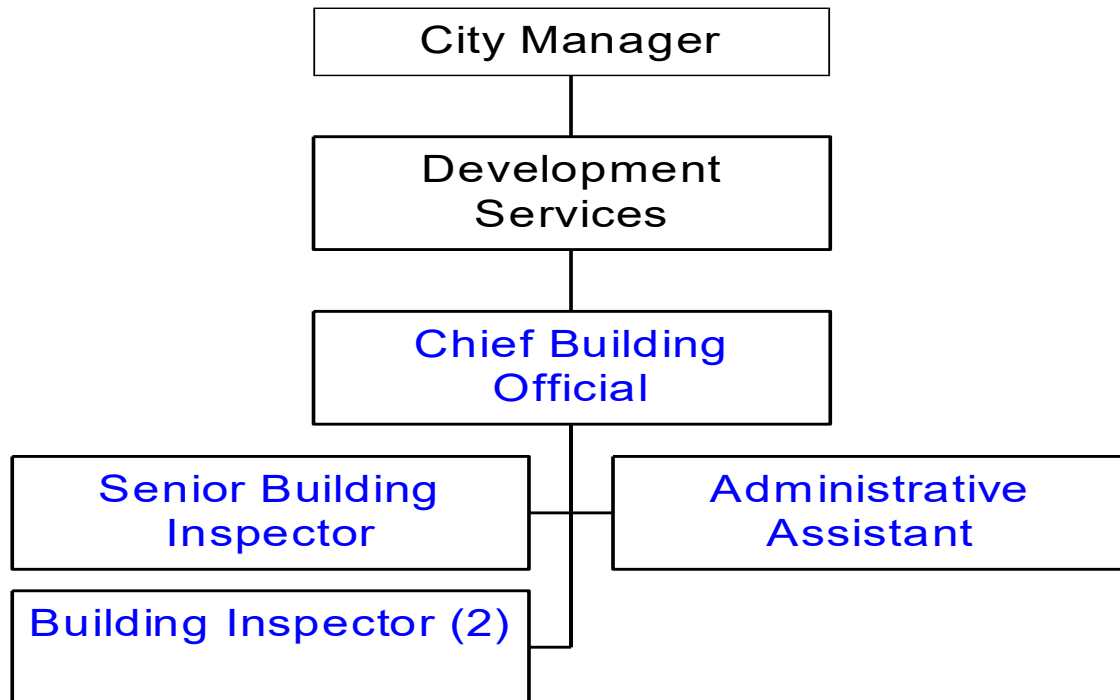 City Manager
Development
Services
Chief Building
Official
Senior Building
Inspector
Administrative
Assistant
Building Inspector (2)